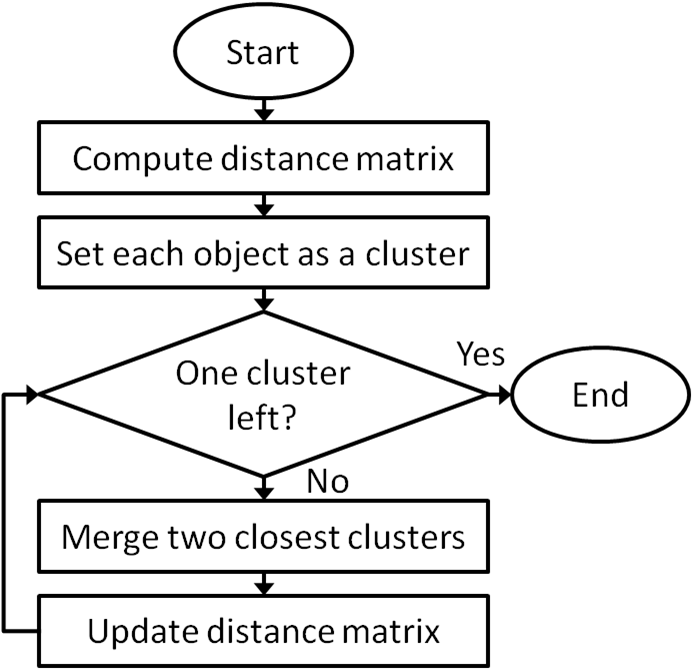 Start
Compute distance matrix
Set each object as a cluster
One cluster
left?
Yes
End
No
Merge two closest clusters
Update distance matrix